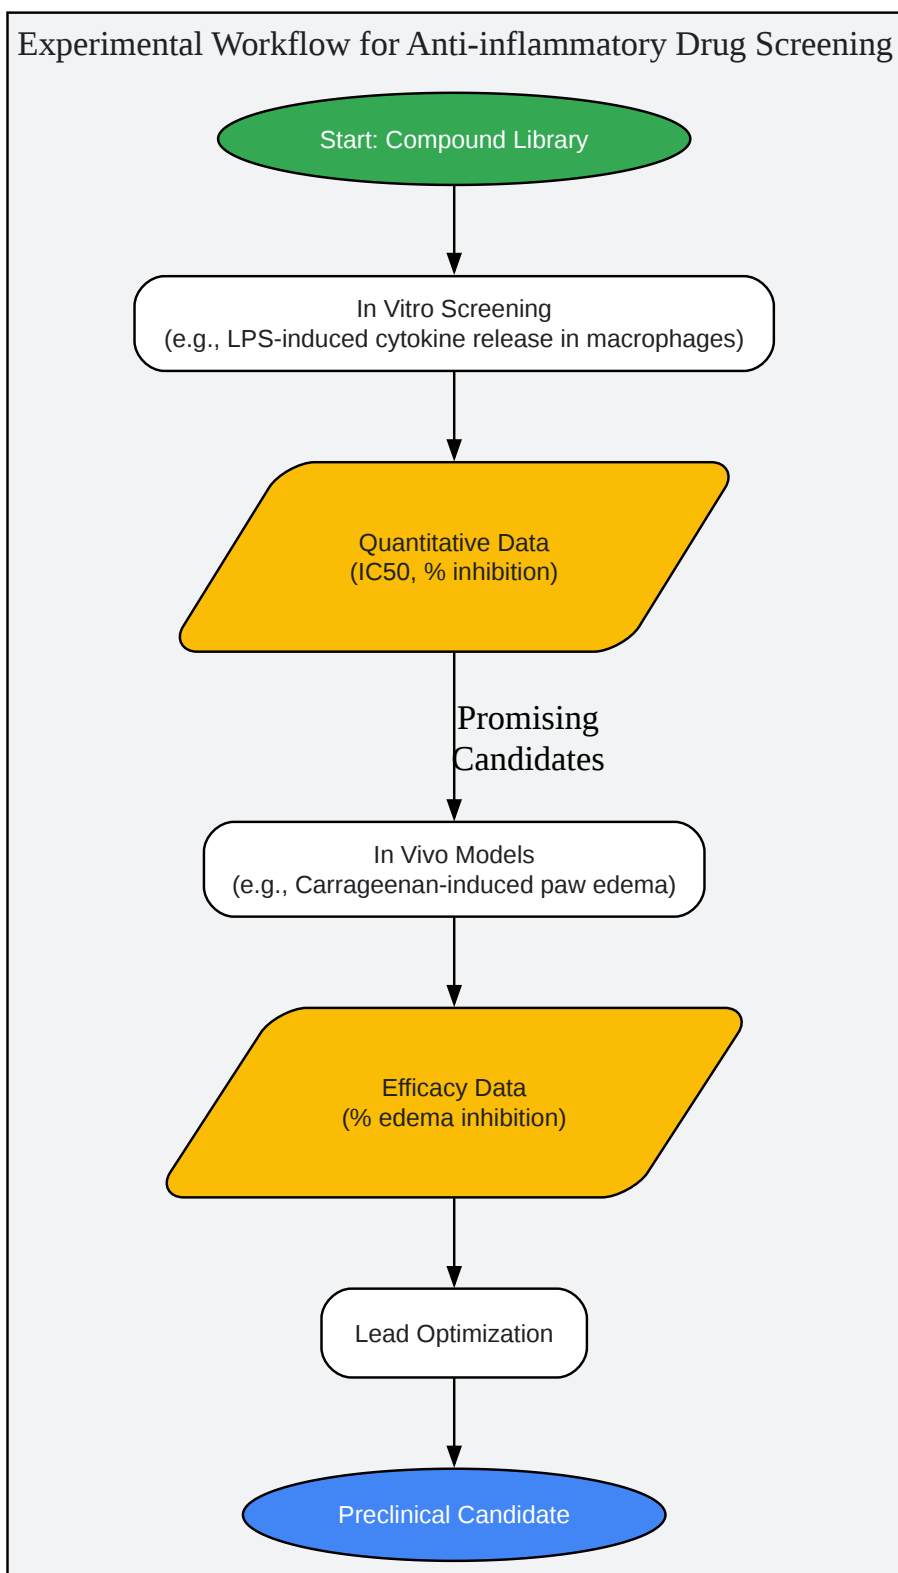 Experimental Workflow for Anti-inflammatory Drug Screening
Start: Compound Library
In Vitro Screening
(e.g., LPS-induced cytokine release in macrophages)
Quantitative Data
(IC50, % inhibition)
Promising
Candidates
In Vivo Models
(e.g., Carrageenan-induced paw edema)
Efficacy Data
(% edema inhibition)
Lead Optimization
Preclinical Candidate